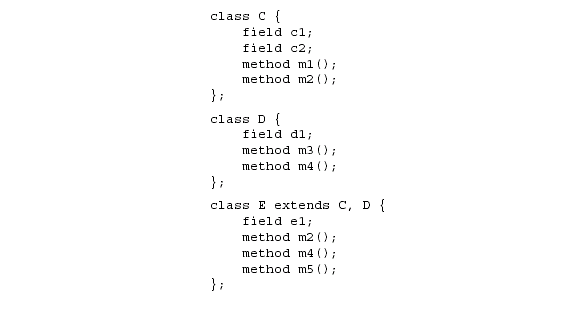 class C {
    field c1;
    field c2;
    method m1();
    method m2();
};
class D {
    field d1;
    method m3();
    method m4();
};
class E extends C, D {
    field e1;
    method m2();
    method m4();
    method m5();
};